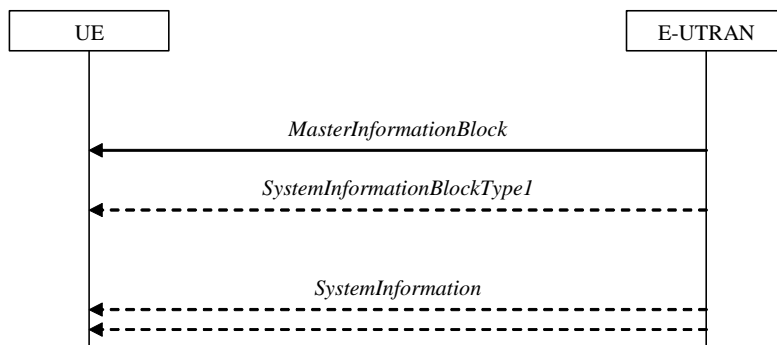 UE
E-UTRAN
MasterInformationBlock
SystemInformationBlockType1
SystemInformation